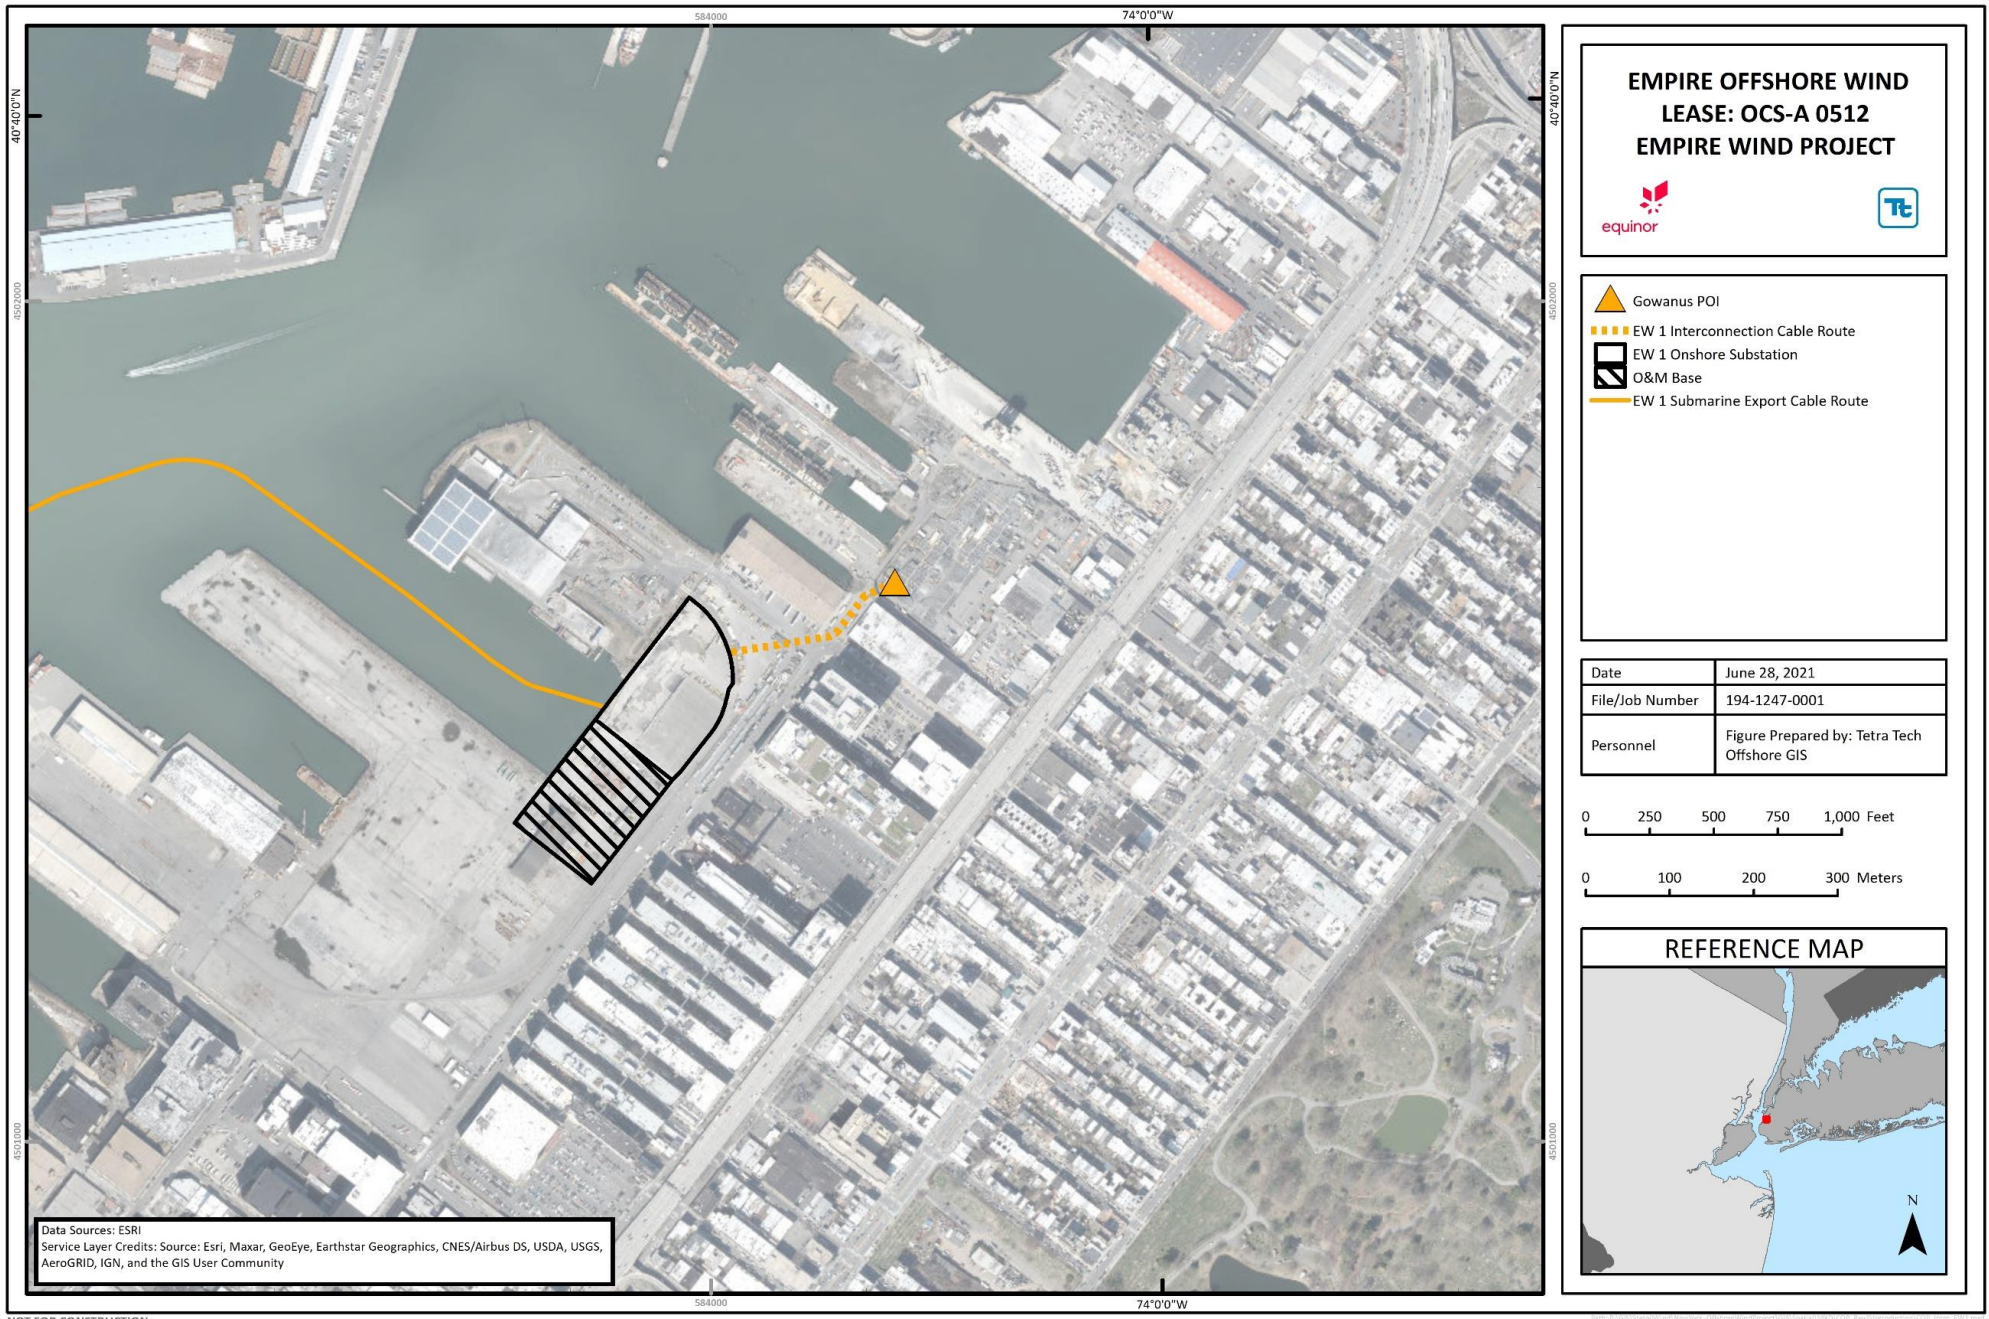 584000
74°0'0"W
40°40'0"N
40°40'0"N
4502000
4502000
4501000
4501000
EMPIRE OFFSHORE WIND
LEASE: OCS-A 0512
EMPIRE WIND PROJECT
equinor
Tt
Gowanus POI
EW 1 Interconnection Cable Route
EW 1 Onshore Substation
O&M Base
EW 1 Submarine Export Cable Route
Date June 28, 2021
File/Job Number 194-1247-0001
Personnel Figure Prepared by: Tetra Tech
Offshore GIS
0 250 500 750 1,000 Feet
0 100 200 300 Meters
REFERENCE MAP
N
Data Sources: ESRI
Service Layer Credits: Source: Esri, Maxar, GeoEye, Earthstar Geographics, CNES/Airbus DS, USDA, USGS,
AeroGRID, IGN, and the GIS User Community
584000
74°0'0"W
NOT FOR CONSTRUCTION